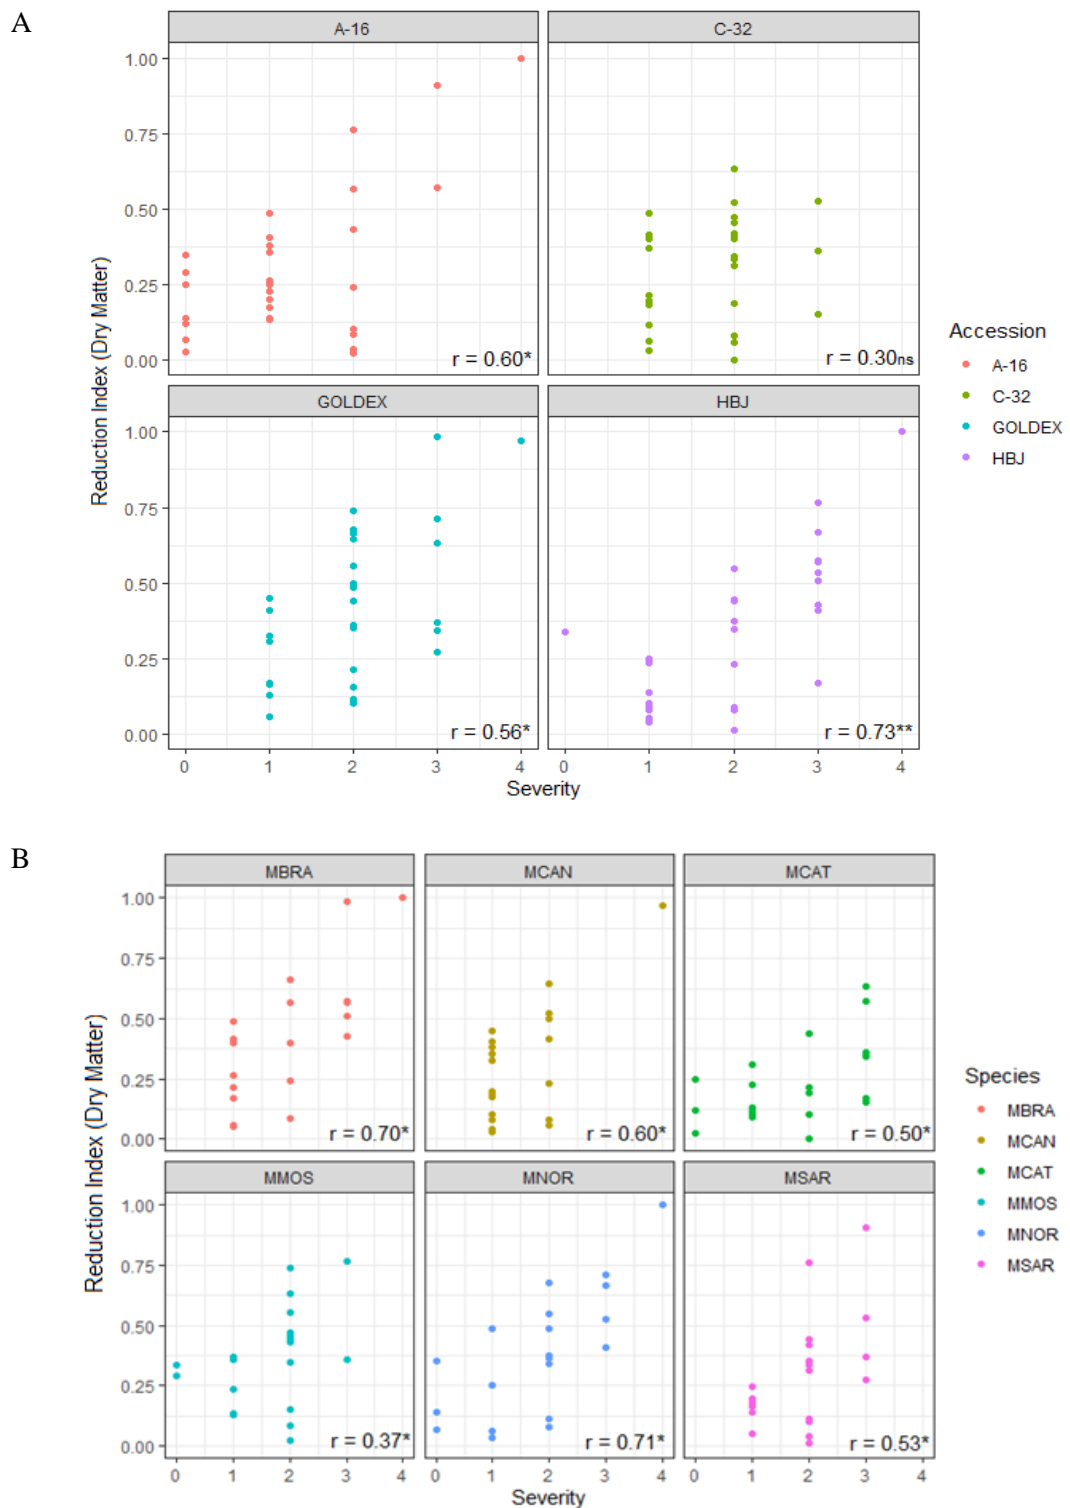 A
A-16
C-32
1.00
0.75
0.50
0.25
0.00
r = 0.60*
r = 0.30ns
GOLDEX
HBJ
1.00
0.75
0.50
0.25
0.00
r = 0.56*
r = 0.73**
0 1 2 3 4
0 1 2 3 4
Severity
Reduction Index (Dry Matter)
Accession
A-16
C-32
GOLDEX
HBJ
B
MBRA
MCAN
MCAT
1.00
0.75
0.50
0.25
0.00
r = 0.70*
r = 0.60*
r = 0.50*
MMOS
MNOR
MSAR
1.00
0.75
0.50
0.25
0.00
r = 0.37*
r = 0.71*
r = 0.53*
0 1 2 3 4
0 1 2 3 4
0 1 2 3 4
Severity
Reduction Index (Dry Matter)
Species
MBRA
MCAN
MCAT
MMOS
MNOR
MSAR